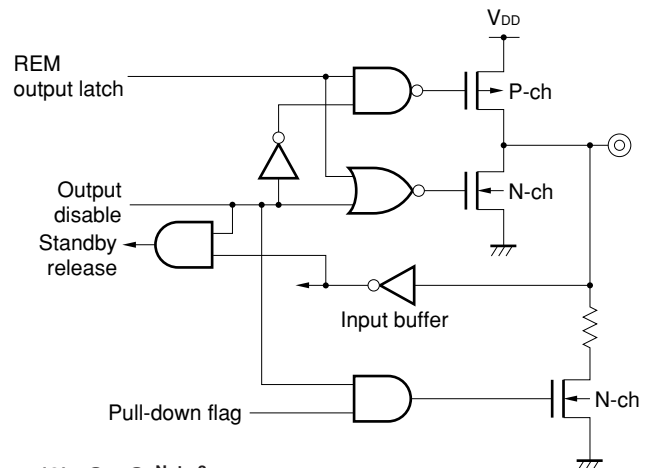 VDD
REM
output latch
P-ch
Output
disable
N-ch
Standby
release
Input buffer
Pull-down flag
N-ch